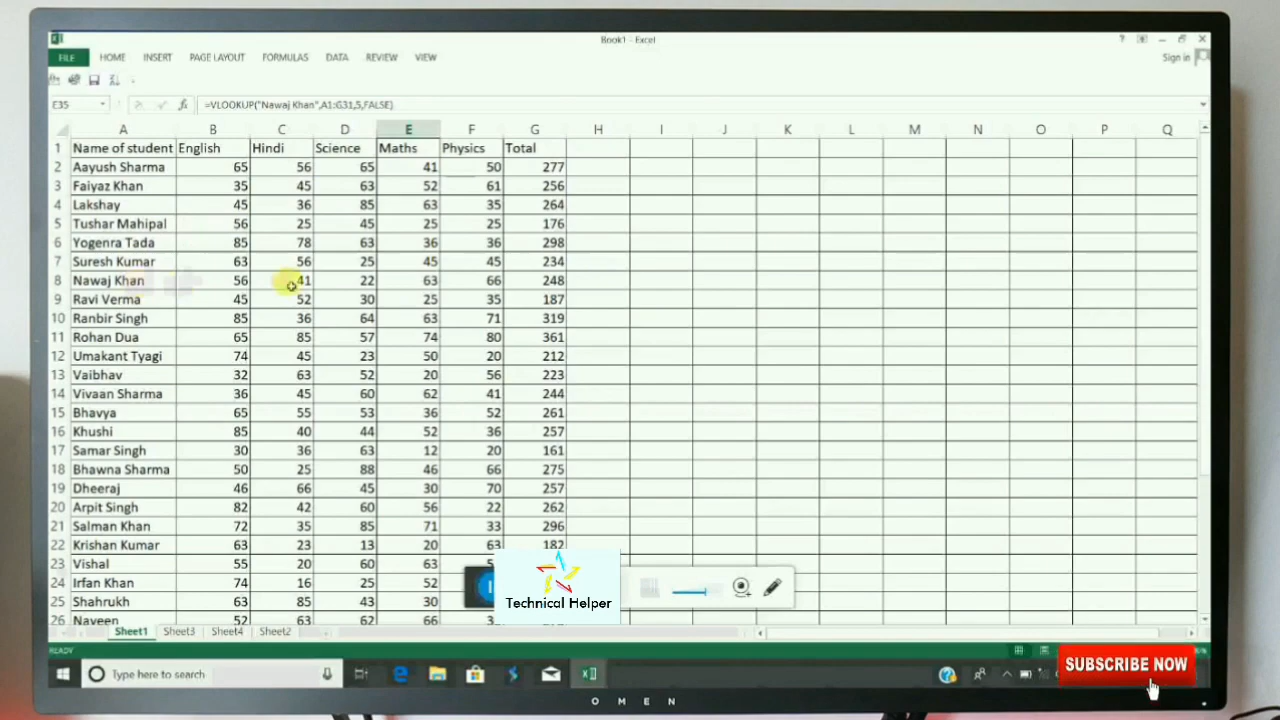 Book1 - Excel
Sign in
FILE HOME INSERT PAGE LAYOUT FORMULAS DATA REVIEW VIEW
E35 =VLOOKUP("Nawaj Khan",A1:G31,5,FALSE)
A B C D E F G H I J K L M N O P Q
1 Name of student English Hindi Science Maths Physics Total
2 Aayush Sharma 65 56 65 41 50 277
3 Faiyaz Khan 35 45 63 52 61 256
4 Lakshay 45 36 85 63 35 264
5 Tushar Mahipal 56 25 45 25 25 176
6 Yogenra Tada 85 78 63 36 36 298
7 Suresh Kumar 63 56 25 45 45 234
8 Nawaj Khan 56 41 22 63 66 248
9 Ravi Verma 45 52 30 25 35 187
10 Ranbir Singh 85 36 64 63 71 319
11 Rohan Dua 65 85 57 74 80 361
12 Umakant Tyagi 74 45 23 50 20 212
13 Vaibhav 32 63 52 20 56 223
14 Vivaan Sharma 36 45 60 62 41 244
15 Bhavya 65 55 53 36 52 261
16 Khushi 85 40 44 52 36 257
17 Samar Singh 30 36 63 12 20 161
18 Bhawna Sharma 50 25 88 46 66 275
19 Dheeraj 46 66 45 30 70 257
20 Arpit Singh 82 42 60 56 22 262
21 Salman Khan 72 35 85 71 33 296
22 Krishan Kumar 63 23 13 20 63 182
23 Vishal 55 20 60 63
24 Irfan Khan 74 16 25 52
25 Shahrukh 63 85 43 30
26 Naveen 52 63 62 66
Technical Helper
Sheet1 Sheet3 Sheet4 Sheet2
READY
Type here to search
SUBSCRIBE NOW
OMEN